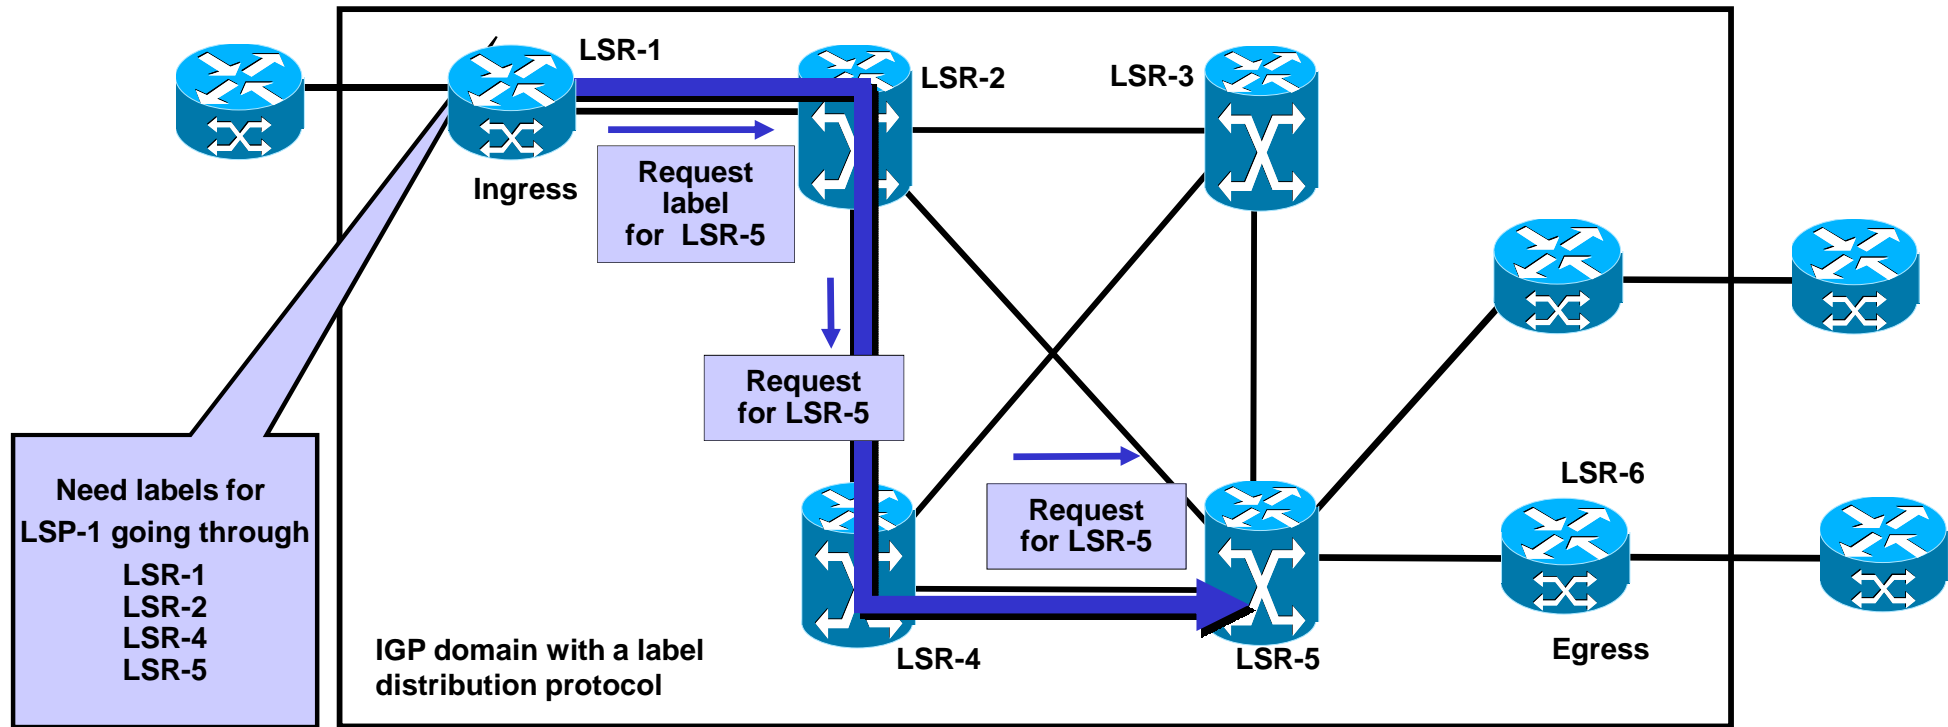 LSR-1
LSR-2
LSR-3
Ingress
Request
label
for LSR-5
Request
for LSR-5
Request
for LSR-5
LSR-6
Need labels for
LSP-1 going through
LSR-1
LSR-2
LSR-4
LSR-5
IGP domain with a label
distribution protocol
LSR-4
LSR-5
Egress